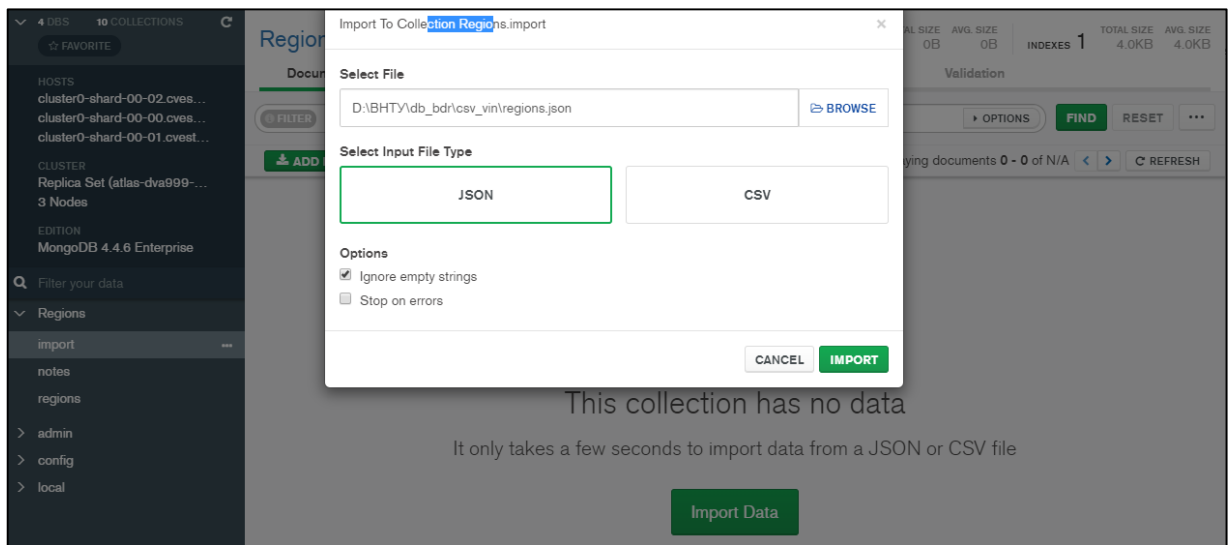 4 DBS 10 COLLECTIONS
FAVORITE
HOSTS
cluster0-shard-00-02.cves...
cluster0-shard-00-00.cves...
cluster0-shard-00-01.cvest...
CLUSTER
Replica Set (atlas-dva999-...
3 Nodes
EDITION
MongoDB 4.4.6 Enterprise
Filter your data
Regions
import
notes
regions
admin
config
local
Import To Collection Regions.import
Select File
D:\ВНТУ\db_bdr\csv_vin\regions.json BROWSE
Select Input File Type
JSON CSV
Options
Ignore empty strings
Stop on errors
CANCEL IMPORT
SIZE AVG. SIZE TOTAL SIZE AVG. SIZE
0B 0B INDEXES 1 4.0KB 4.0KB
Validation
FILTER OPTIONS FIND RESET ...
ADD documents 0 - 0 of N/A < > REFRESH
This collection has no data
It only takes a few seconds to import data from a JSON or CSV file
Import Data